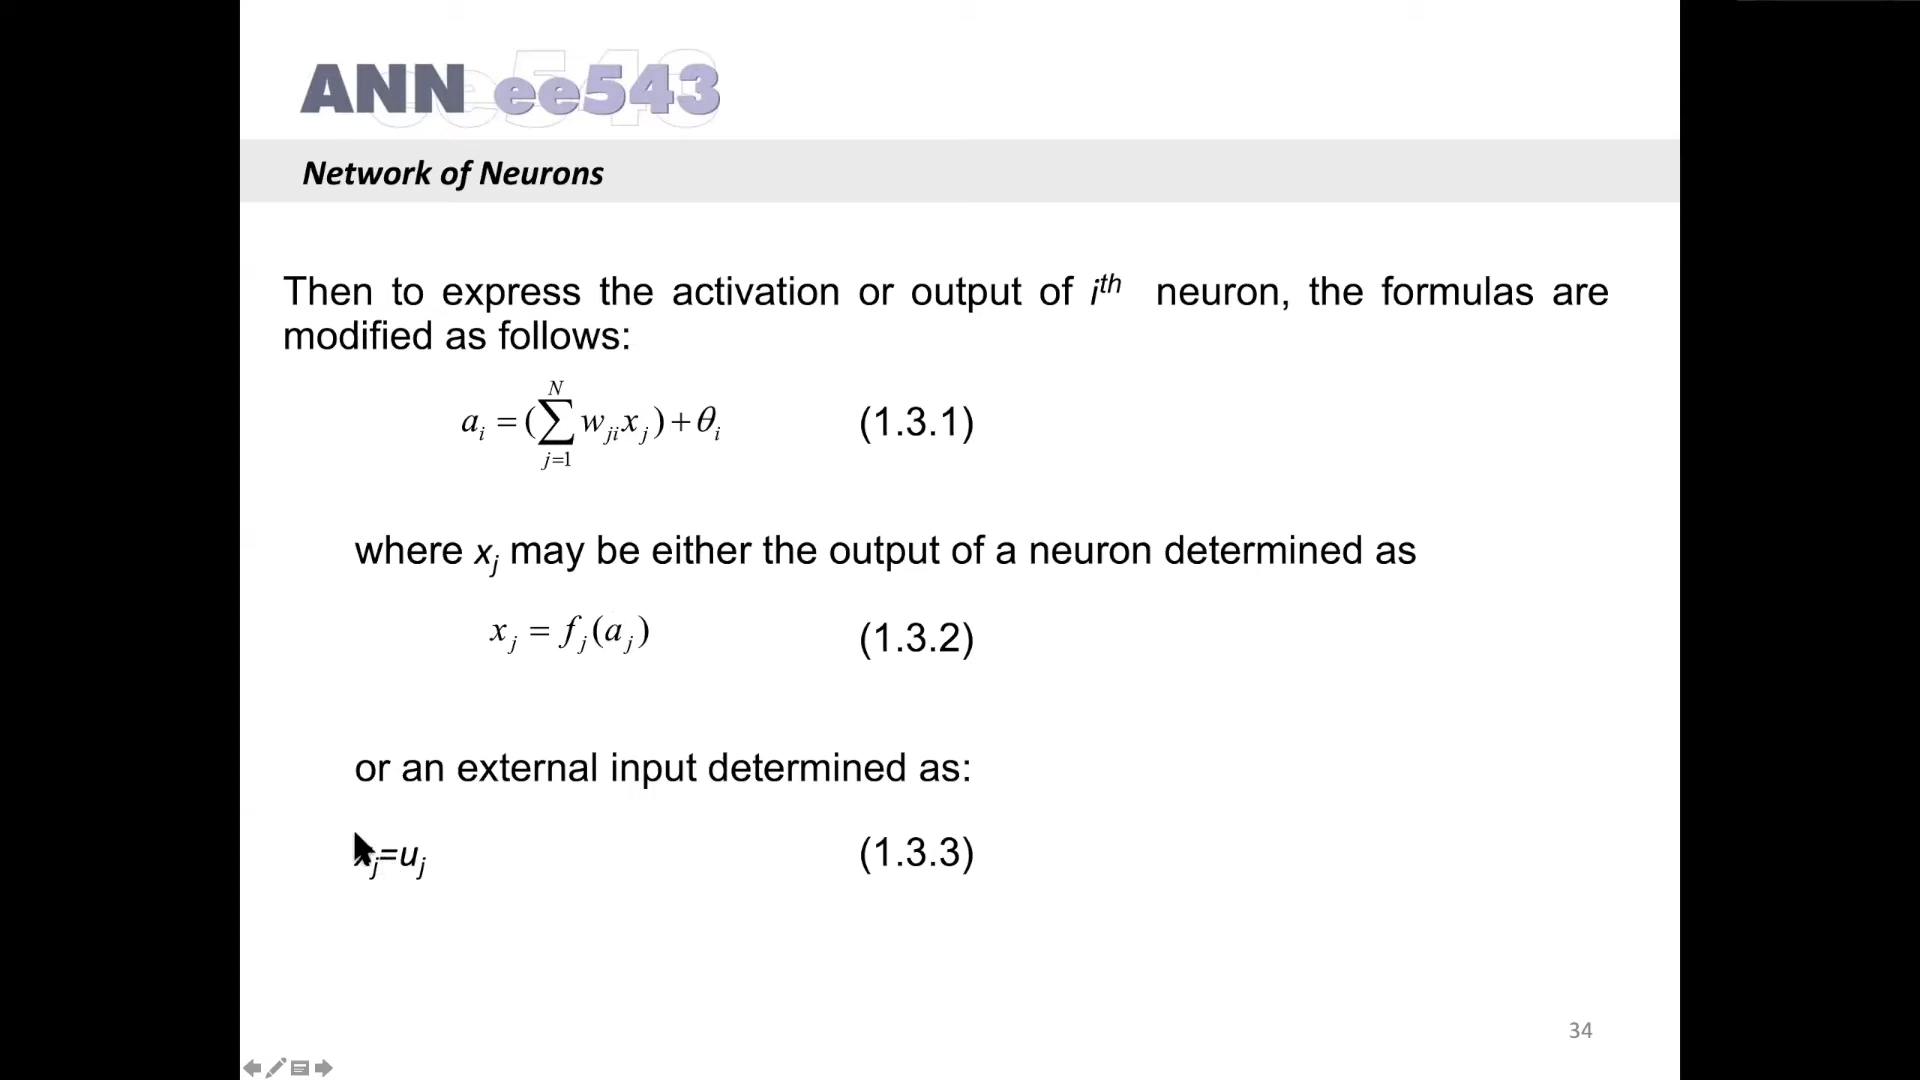 ANN ee543
Network of Neurons
Then to express the activation or output of iᵗʰ neuron, the formulas are
modified as follows:
a_i = (∑_{j=1}^{N} w_{ji} x_j) + θ_i (1.3.1)
where x_j may be either the output of a neuron determined as
x_j = f_j(a_j) (1.3.2)
or an external input determined as:
x_j=u_j (1.3.3)
34